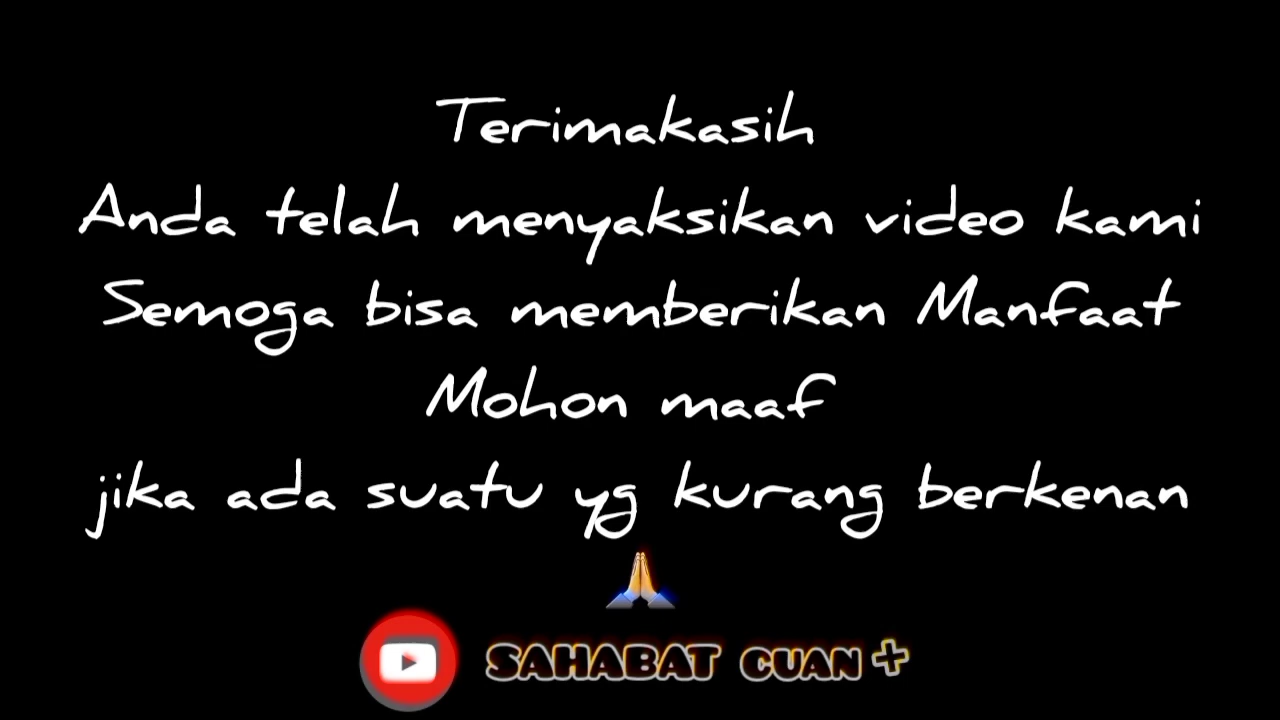 Terimakasih
Anda telah menyaksikan video kami
Semoga bisa memberikan Manfaat
Mohon maaf
jika ada suatu yg kurang berkenan
🙏
SAHABAT CUAN +